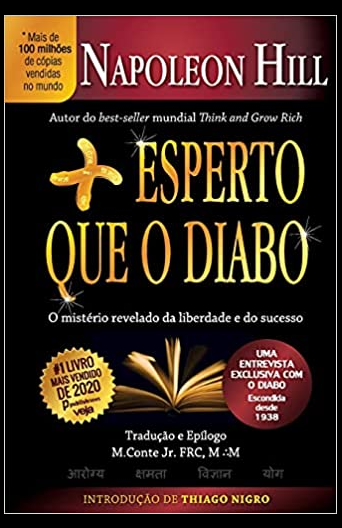 * Mais de
100 milhões
de cópias
vendidas
no mundo
NAPOLEON HILL
Autor do best-seller mundial Think and Grow Rich
+ ESPERTO
QUE O DIABO
O mistério revelado da liberdade e do sucesso
#1 LIVRO
MAIS VENDIDO
DE 2020
veja
UMA
ENTREVISTA
EXCLUSIVA COM
O DIABO
Escondida
desde
1938
Tradução e Epílogo
M.Conte Jr. FRC, M ∴M
आरोग्य क्षमता विज्ञान योग
INTRODUÇÃO DE THIAGO NIGRO